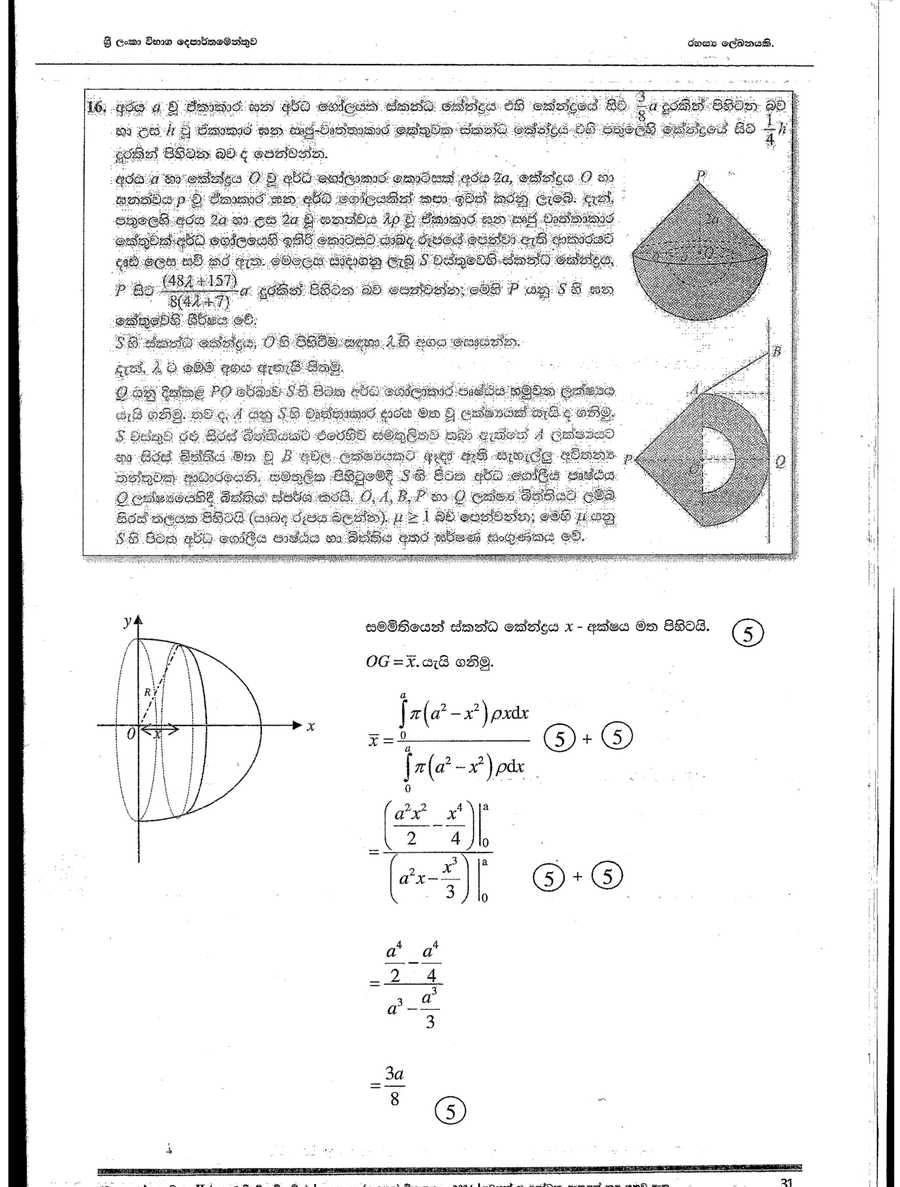 ශ්‍රී ලංකා විභාග දෙපාර්තමේන්තුව
රහස්‍ය ලේඛනයකි.
16. අරය a වූ ඒකාකාර ඝන අර්ධ ගෝලයක ස්කන්ධ කේන්ද්‍රය එහි කේන්ද්‍රයේ සිට 3/8 a දුරකින් පිහිටන බව
හා උස h වූ ඒකාකාර ඝන සෘජු-වෘත්තාකාර කේතුවක ස්කන්ධ කේන්ද්‍රය එහි පතුලෙහි කේන්ද්‍රයේ සිට 1/4 h
දුරකින් පිහිටන බව ද පෙන්වන්න.
අරය a හා කේන්ද්‍රය O වූ අර්ධ ගෝලාකාර කොටසක් අරය 2a, කේන්ද්‍රය O හා
ඝනත්වය ρ වූ ඒකාකාර ඝන අර්ධ ගෝලයකින් කපා ඉවත් කරනු ලැබේ. දැන්,
පතුලෙහි අරය 2a හා උස 2a වූ ඝනත්වය λρ වූ ඒකාකාර ඝන සෘජු වෘත්තාකාර
කේතුවක් අර්ධ ගෝලයෙහි ඉතිරි කොටසට යාබද රූපයේ පෙන්වා ඇති ආකාරයට
දෘඪ ලෙස සවි කර ඇත. මෙලෙස සාදාගනු ලැබූ S වස්තුවෙහි ස්කන්ධ කේන්ද්‍රය,
P සිට (48λ+157)/8(4λ+7) a දුරකින් පිහිටන බව පෙන්වන්න; මෙහි P යනු S හි ඝන
කේතුවෙහි ශීර්ෂය වේ.
S හි ස්කන්ධ කේන්ද්‍රය, O හි පිහිටීම සඳහා λ හි අගය සොයන්න.
දැන්, λ ට මෙම අගය ඇතැයි සිතමු.
Q යනු දික්කළ PO රේඛාව S හි පිටත අර්ධ ගෝලාකාර පෘෂ්ඨය හමුවන ලක්ෂ්‍යය
යැයි ගනිමු. තව ද, A යනු S හි වෘත්තාකාර දාරය මත වූ ලක්ෂ්‍යයක් යැයි ද ගනිමු.
S වස්තුව රළු සිරස් බිත්තියකට එරෙහිව සමතුලිතව තබා ඇත්තේ A ලක්ෂ්‍යයට
හා සිරස් බිත්තිය මත වූ B අචල ලක්ෂ්‍යයකට ඈඳා ඇති සැහැල්ලු අවිතන්‍ය
තන්තුවක ආධාරයෙනි. සමතුලිත පිහිටුමේදී S හි පිටත අර්ධ ගෝලීය පෘෂ්ඨය
Q ලක්ෂ්‍යයෙහිදී බිත්තිය ස්පර්ශ කරයි. O, A, B, P හා Q ලක්ෂ්‍ය බිත්තියට ලම්බ
සිරස් තලයක පිහිටයි (යාබද රූපය බලන්න). μ ≥ 1 බව පෙන්වන්න; මෙහි μ යනු
S හි පිටත අර්ධ ගෝලීය පෘෂ්ඨය හා බිත්තිය අතර ඝර්ෂණ සංගුණකය වේ.
P
2a
O
B
A
P
O
Q
y
R
O
x
x
සමමිතියෙන් ස්කන්ධ කේන්ද්‍රය x - අක්ෂය මත පිහිටයි. 5
OG = x̄. යැයි ගනිමු.
x̄ = ∫₀ᵃ π(a² − x²)ρxdx / ∫₀ᵃ π(a² − x²)ρdx 5 + 5
= (a²x²/2 − x⁴/4)|₀ᵃ / (a²x − x³/3)|₀ᵃ 5 + 5
= (a⁴/2 − a⁴/4) / (a³ − a³/3)
= 3a/8 5
31